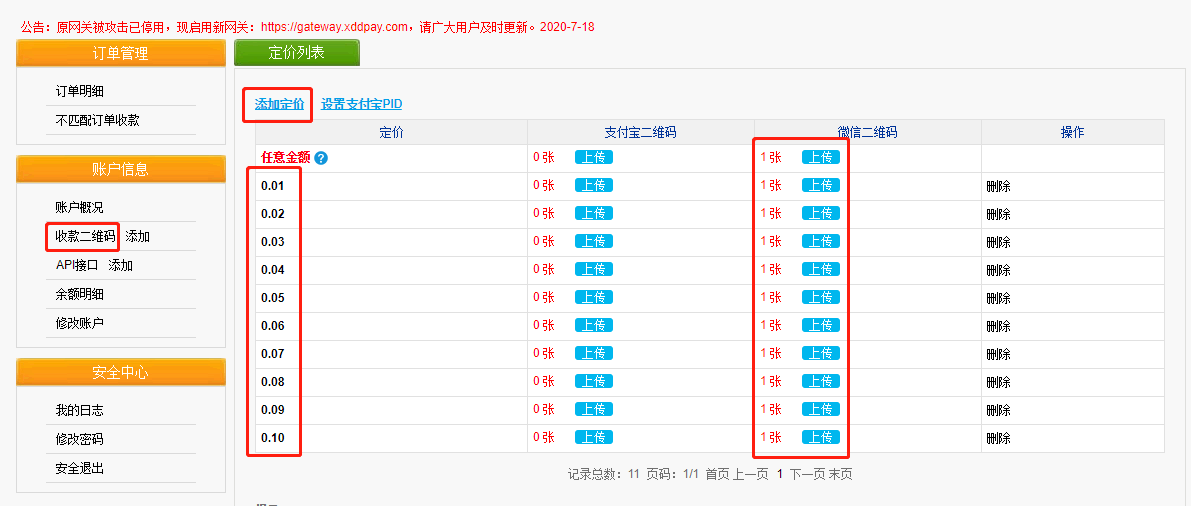 公告：原网关被攻击已停用，现启用新网关：https://gateway.xddpay.com，请广大用户及时更新。2020-7-18
订单管理
订单明细
不匹配订单收款
账户信息
账户概况
收款二维码 添加
API接口 添加
余额明细
修改账户
安全中心
我的日志
修改密码
安全退出
定价列表
添加定价 设置支付宝PID
定价 支付宝二维码 微信二维码 操作
任意金额 ? 0 张 上传 1 张 上传
0.01 0 张 上传 1 张 上传 删除
0.02 0 张 上传 1 张 上传 删除
0.03 0 张 上传 1 张 上传 删除
0.04 0 张 上传 1 张 上传 删除
0.05 0 张 上传 1 张 上传 删除
0.06 0 张 上传 1 张 上传 删除
0.07 0 张 上传 1 张 上传 删除
0.08 0 张 上传 1 张 上传 删除
0.09 0 张 上传 1 张 上传 删除
0.10 0 张 上传 1 张 上传 删除
记录总数：11 页码：1/1 首页 上一页 1 下一页 末页